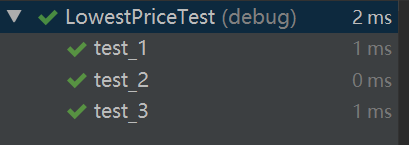 LowestPriceTest (debug) 2 ms
test_1 1 ms
test_2 0 ms
test_3 1 ms